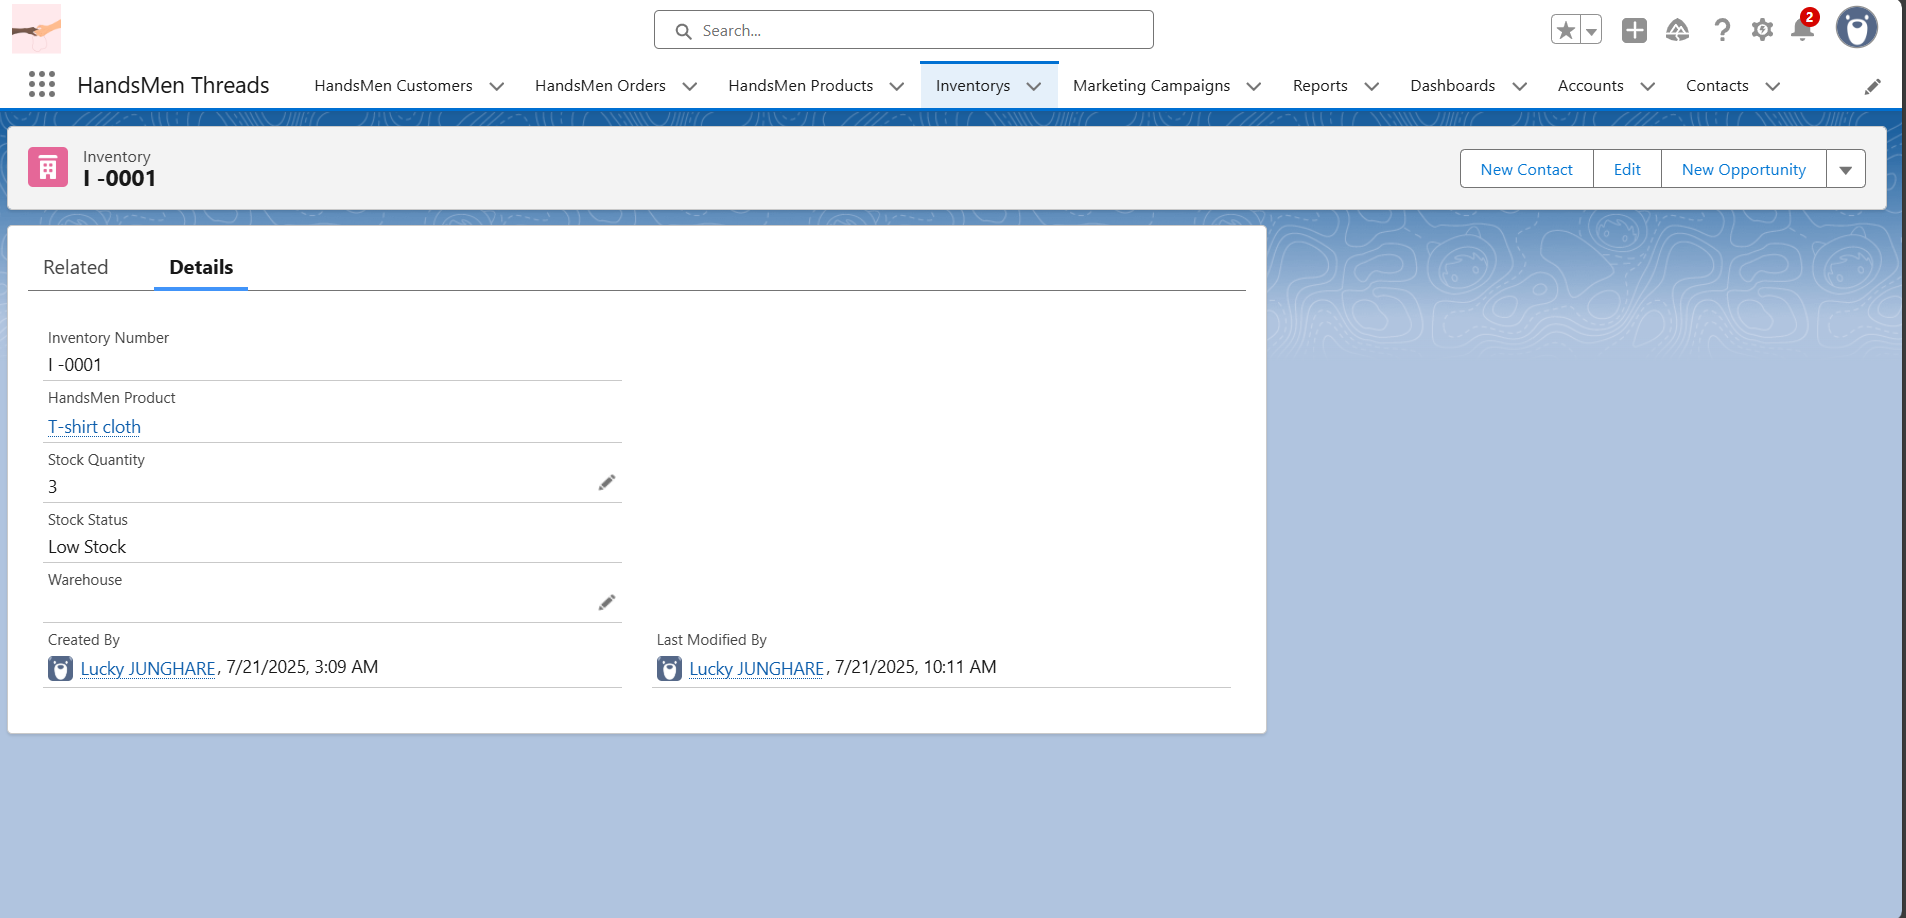 Search...
2
HandsMen Threads HandsMen Customers HandsMen Orders HandsMen Products Inventorys Marketing Campaigns Reports Dashboards Accounts Contacts
Inventory
I -0001
New Contact Edit New Opportunity
Related Details
Inventory Number
I -0001
HandsMen Product
T-shirt cloth
Stock Quantity
3
Stock Status
Low Stock
Warehouse
Created By Last Modified By
Lucky JUNGHARE, 7/21/2025, 3:09 AM Lucky JUNGHARE, 7/21/2025, 10:11 AM